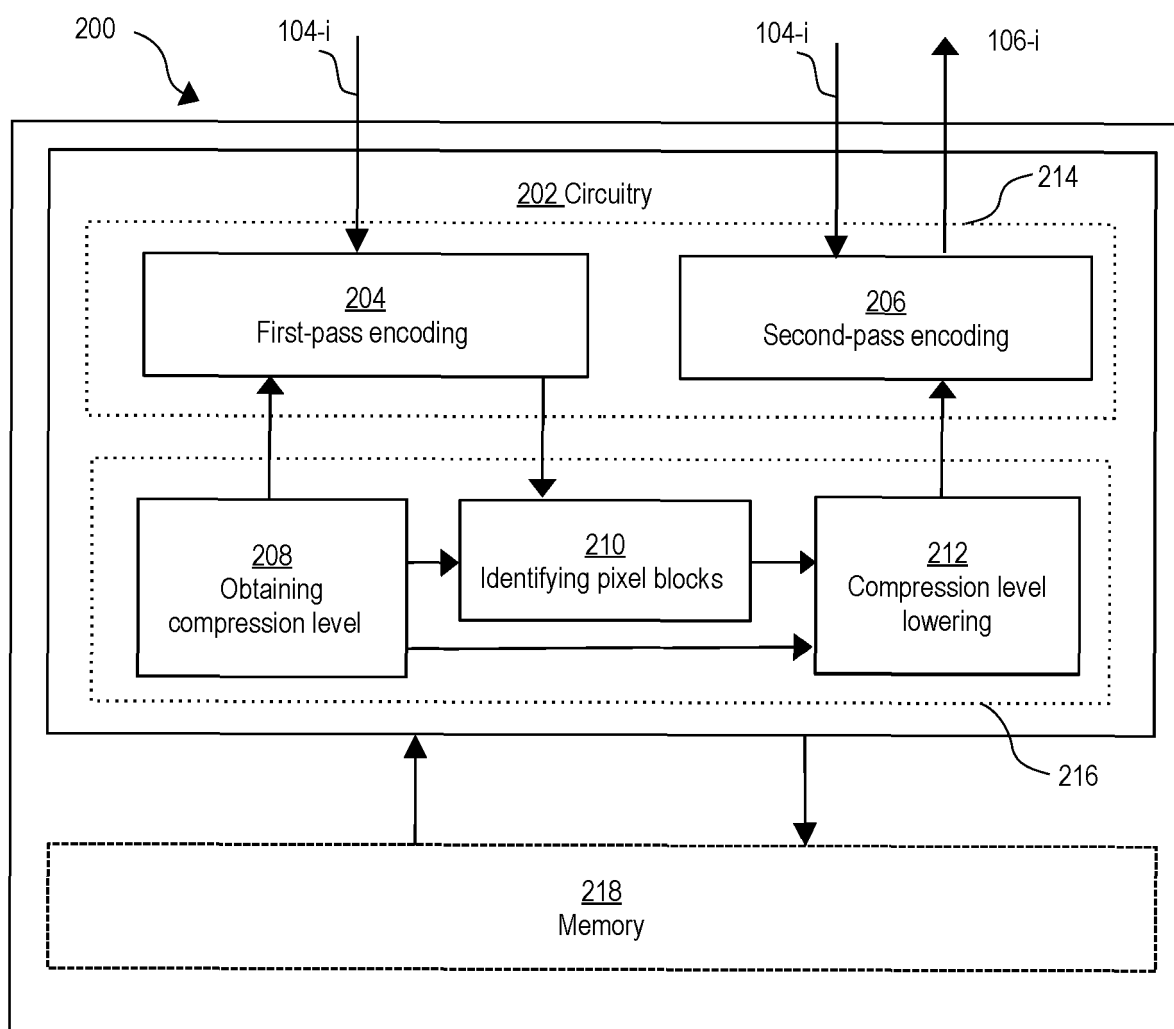 200
104-i
104-i
106-i
202 Circuitry
214
204
First-pass encoding
206
Second-pass encoding
208
Obtaining
compression level
210
Identifying pixel blocks
212
Compression level
lowering
216
218
Memory